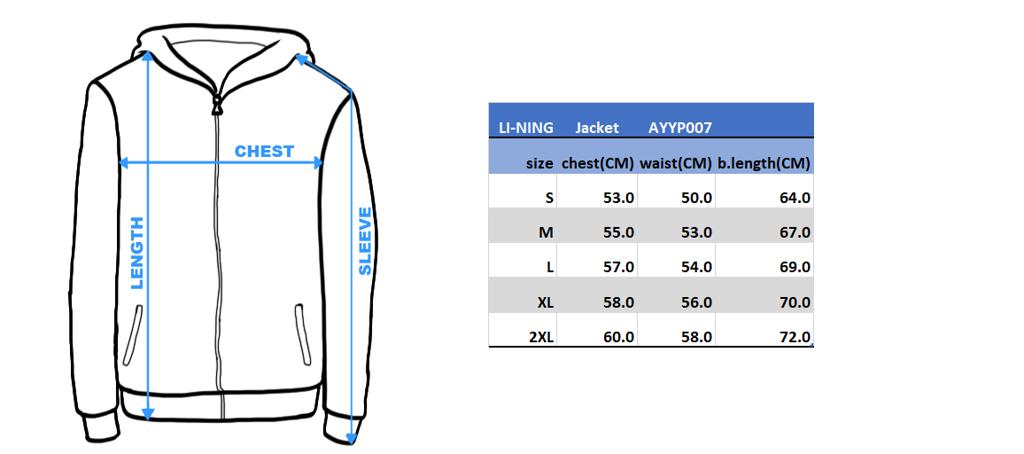 CHEST
LENGTH
SLEEVE
LI-NING Jacket AYYP007
size chest(CM) waist(CM) b.length(CM)
S 53.0 50.0 64.0
M 55.0 53.0 67.0
L 57.0 54.0 69.0
XL 58.0 56.0 70.0
2XL 60.0 58.0 72.0